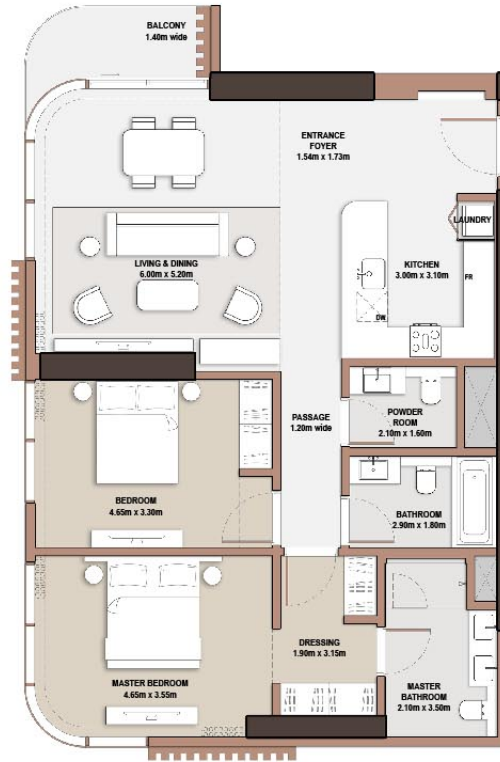 BALCONY
1.40m wide
ENTRANCE
FOYER
1.54m x 1.73m
LAUNDRY
LIVING & DINING
6.00m x 5.20m
KITCHEN
3.00m x 3.10m
FR
DW
PASSAGE
1.20m wide
POWDER
ROOM
2.10m x 1.60m
BEDROOM
4.65m x 3.30m
BATHROOM
2.90m x 1.80m
DRESSING
1.90m x 3.15m
MASTER BEDROOM
4.65m x 3.55m
MASTER
BATHROOM
2.10m x 3.50m